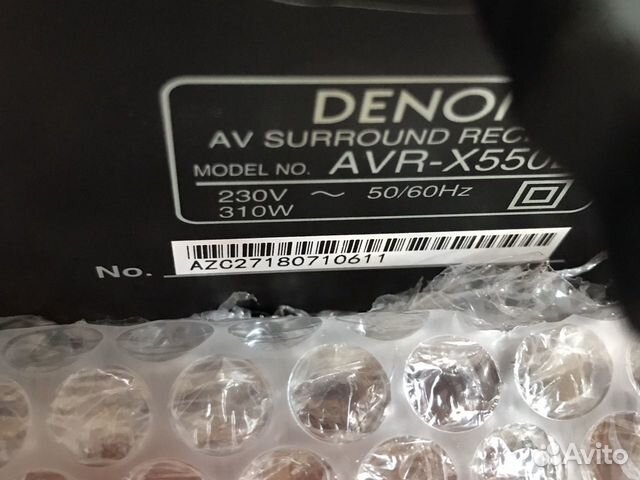 DENON
AV SURROUND REC
MODEL NO. AVR-X550
230V ~ 50/60Hz
310W
No. AZC27180710611
Avito